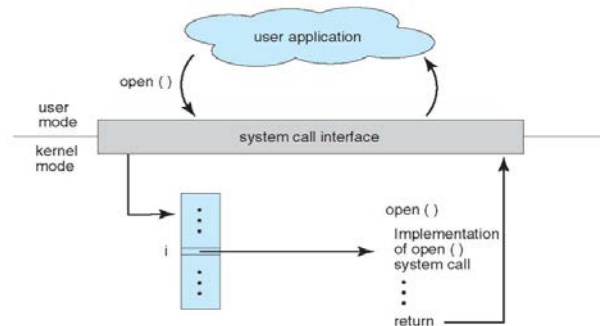 user application
open ( )
user
mode
system call interface
kernel
mode
i
open ( )
Implementation
of open ( )
system call
return